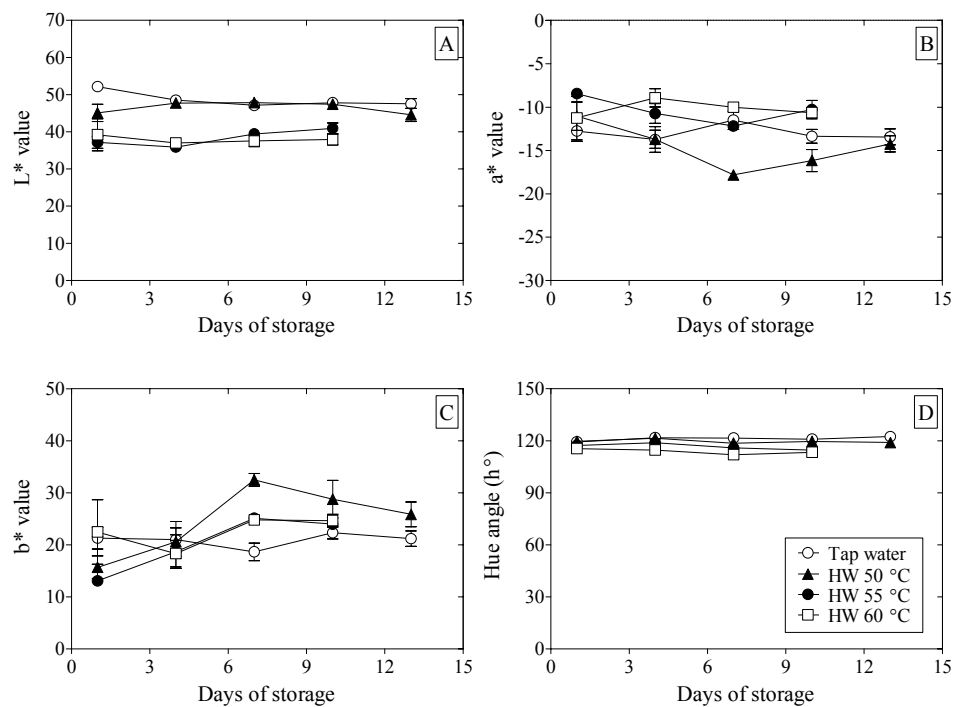 70
60
50
40
30
20
10
0
L* value
A
0 3 6 9 12 15
Days of storage
-0
-5
-10
-15
-20
-25
-30
a* value
B
0 3 6 9 12 15
Days of storage
50
40
30
20
10
0
b* value
C
0 3 6 9 12 15
Days of storage
150
120
90
60
30
0
Hue angle (h°)
D
Tap water
HW 50 °C
HW 55 °C
HW 60 °C
0 3 6 9 12 15
Days of storage